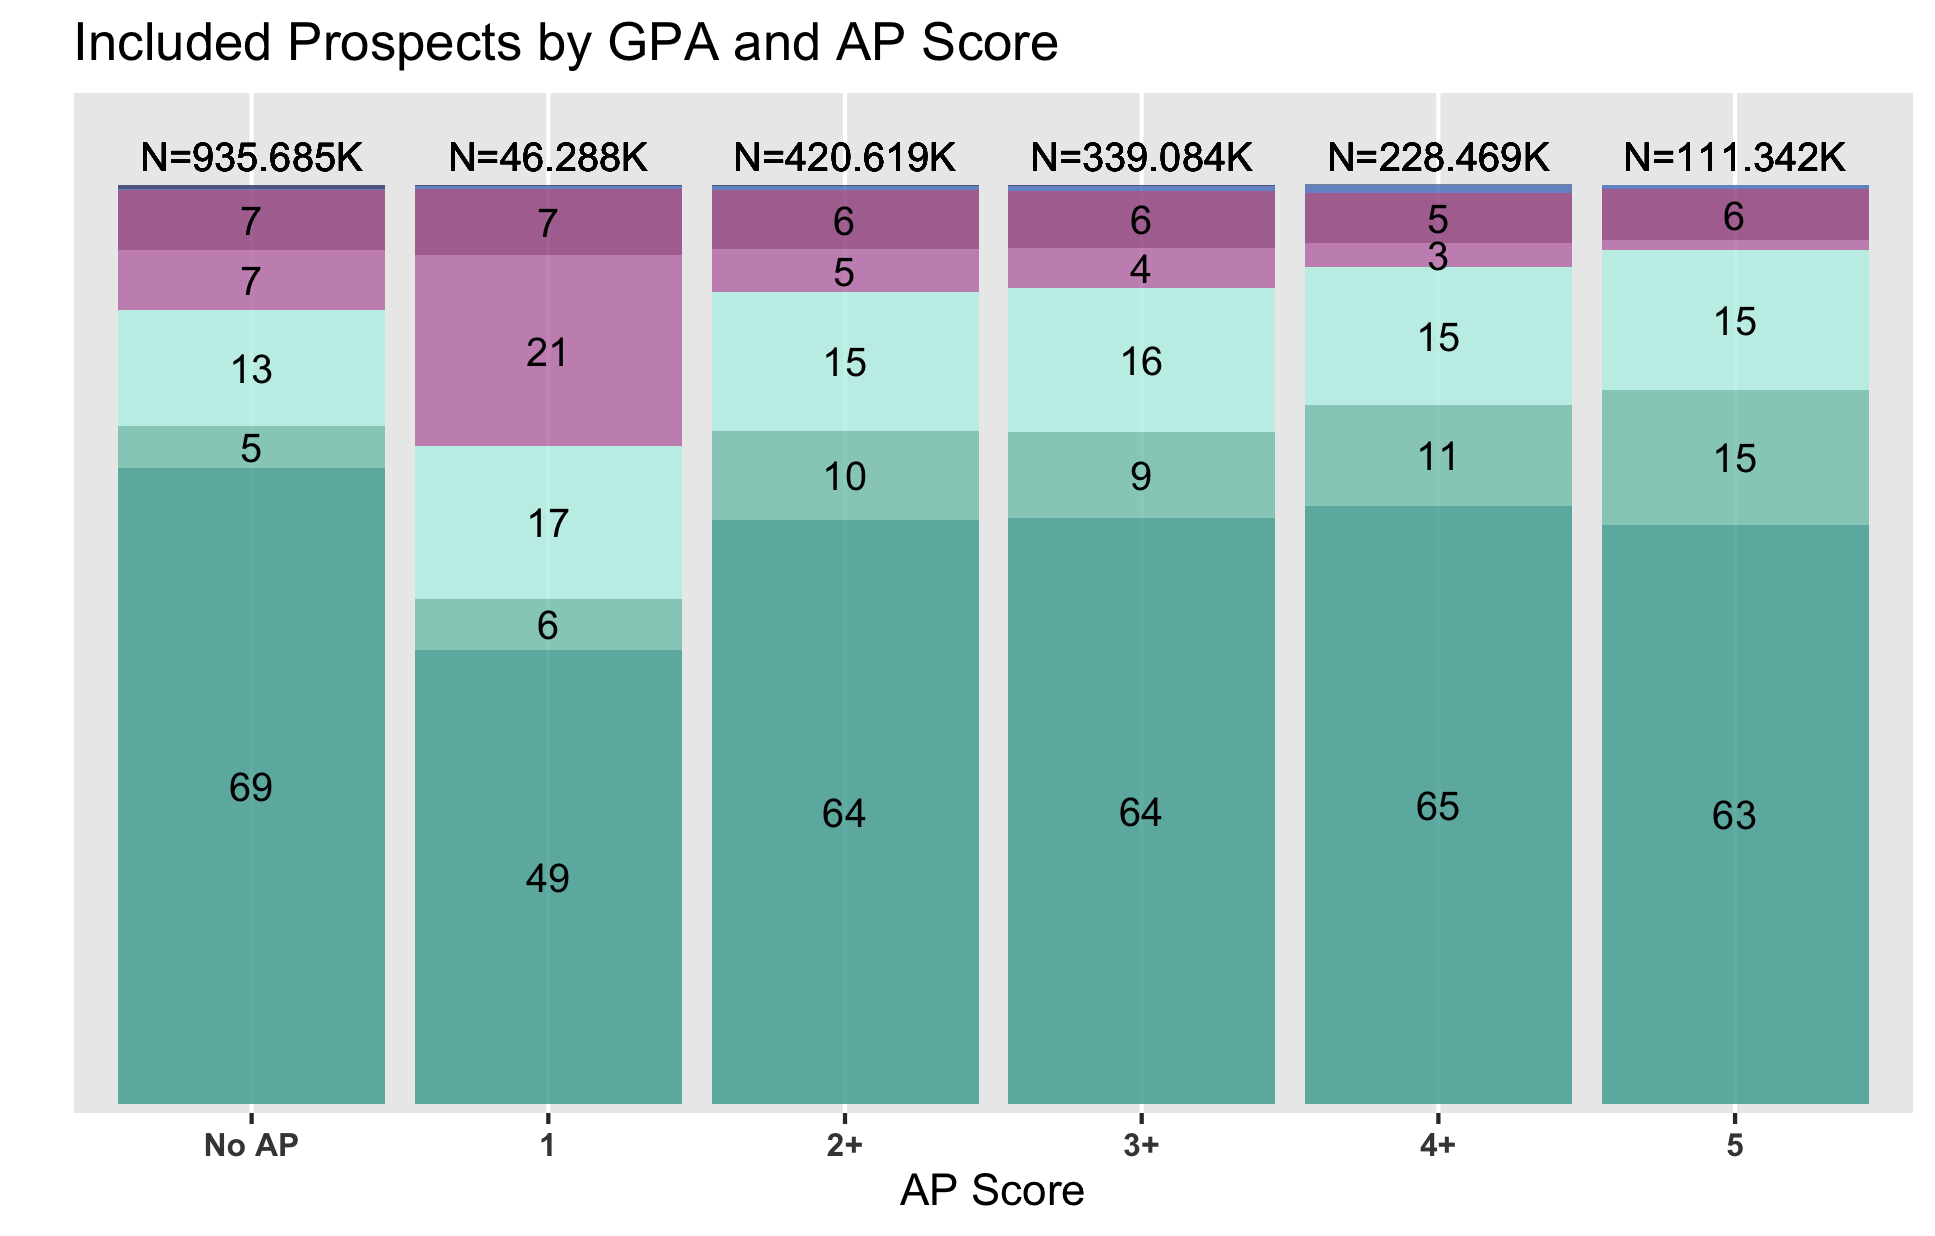 Included Prospects by GPA and AP Score
N=935.685K N=46.288K N=420.619K N=339.084K N=228.469K N=111.342K
7 7 6 6 5 6
7 21 5 4 3
13 17 15 16 15 15
5 6 10 9 11 15
69 49 64 64 65 63
No AP 1 2+ 3+ 4+ 5
AP Score